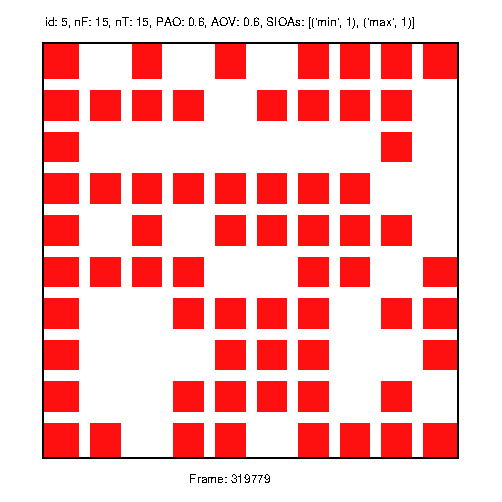 id: 5, nF: 15, nT: 15, PAO: 0.6, AOV: 0.6, SIOAs: [('min', 1), ('max', 1)]
Frame: 319779